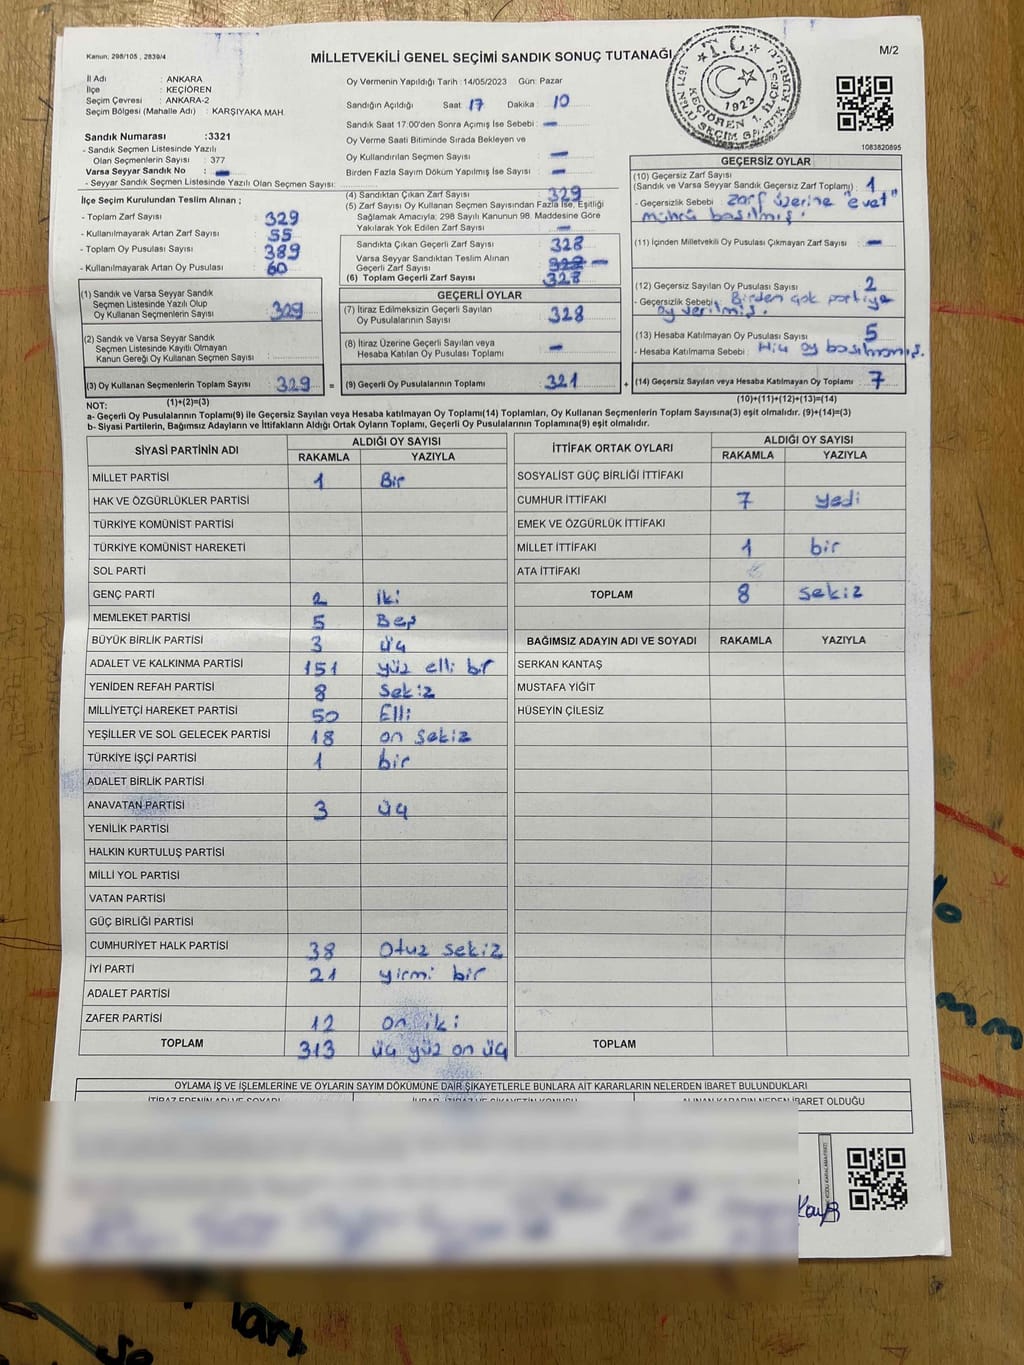 Kanun; 298/105 , 2839/4
MİLLETVEKİLİ GENEL SEÇİMİ SANDIK SONUÇ TUTANAĞI
M/2
T.C.
KEÇİÖREN 1. İLÇE
1923
1083820895
İl Adı : ANKARA
İlçe : KEÇİÖREN
Seçim Çevresi : ANKARA-2
Seçim Bölgesi (Mahalle Adı) : KARŞIYAKA MAH.
Sandık Numarası :3321
- Sandık Seçmen Listesinde Yazılı
Olan Seçmenlerin Sayısı : 377
Varsa Seyyar Sandık No : -
- Seyyar Sandık Seçmen Listesinde Yazılı Olan Seçmen Sayısı:
İlçe Seçim Kurulundan Teslim Alınan ;
- Toplam Zarf Sayısı : 329
- Kullanılmayarak Artan Zarf Sayısı : 55
- Toplam Oy Pusulası Sayısı : 389
- Kullanılmayarak Artan Oy Pusulası : 60
(1) Sandık ve Varsa Seyyar Sandık
Seçmen Listesinde Yazılı Olup
Oy Kullanan Seçmenlerin Sayısı : 329
(2) Sandık ve Varsa Seyyar Sandık
Seçmen Listesinde Kayıtlı Olmayan
Kanun Gereği Oy Kullanan Seçmen Sayısı :
(3) Oy Kullanan Seçmenlerin Toplam Sayısı : 329 =
(1)+(2)=(3)
Oy Vermenin Yapıldığı Tarih : 14/05/2023 Gün: Pazar
Sandığın Açıldığı Saat 17 Dakika : 10
Sandık Saat 17.00'den Sonra Açımış İse Sebebi : -
Oy Verme Saati Bitiminde Sırada Bekleyen ve
Oy Kullandırılan Seçmen Sayısı : -
Birden Fazla Sayım Döküm Yapılmış İse Sayısı : -
(4) Sandıktan Çıkan Zarf Sayısı : 329
(5) Zarf Sayısı Oy Kullanan Seçmen Sayısından Fazla İse, Eşitliği
Sağlamak Amacıyla; 298 Sayılı Kanunun 98. Maddesine Göre
Yakılarak Yok Edilen Zarf Sayısı : -
Sandıkta Çıkan Geçerli Zarf Sayısı : 328
Varsa Seyyar Sandıktan Teslim Alınan
Geçerli Zarf Sayısı : -
(6) Toplam Geçerli Zarf Sayısı : 328
GEÇERLİ OYLAR
(7) İtiraz Edilmeksizin Geçerli Sayılan
Oy Pusulalarının Sayısı : 328
(8) İtiraz Üzerine Geçerli Sayılan veya
Hesaba Katılan Oy Pusulası Toplamı : -
(9) Geçerli Oy Pusulalarının Toplamı : 321 +
GEÇERSİZ OYLAR
(10) Geçersiz Zarf Sayısı
(Sandık ve Varsa Seyyar Sandık Geçersiz Zarf Toplamı) : 1
- Geçersizlik Sebebi : zarf üzerine "evet"
mührü basılmış.
(11) İçinden Milletvekili Oy Pusulası Çıkmayan Zarf Sayısı : -
(12) Geçersiz Sayılan Oy Pusulası Sayısı : 2
- Geçersizlik Sebebi : Birden çok partiye
oy verilmiş.
(13) Hesaba Katılmayan Oy Pusulası Sayısı : 5
- Hesaba Katılmama Sebebi : Hiç oy basılmamış.
(14) Geçersiz Sayılan veya Hesaba Katılmayan Oy Toplamı : 7
(10)+(11)+(12)+(13)=(14)
NOT:
a- Geçerli Oy Pusulalarının Toplamı(9) ile Geçersiz Sayılan veya Hesaba katılmayan Oy Toplamı(14) Toplamları, Oy Kullanan Seçmenlerin Toplam Sayısına(3) eşit olmalıdır. (9)+(14)=(3)
b- Siyasi Partilerin, Bağımsız Adayların ve İttifakların Aldığı Oy Ortak Oyların Toplamı, Geçerli Oy Pusulalarının Toplamına(9) eşit olmalıdır.
SİYASİ PARTİNİN ADI ALDIĞI OY SAYISI
RAKAMLA YAZIYLA
MİLLET PARTİSİ 1 Bir
HAK VE ÖZGÜRLÜKLER PARTİSİ
TÜRKİYE KOMÜNİST PARTİSİ
TÜRKİYE KOMÜNİST HAREKETİ
SOL PARTİ
GENÇ PARTİ 2 İki
MEMLEKET PARTİSİ 5 Beş
BÜYÜK BİRLİK PARTİSİ 3 üç
ADALET VE KALKINMA PARTİSİ 151 yüz elli bir
YENİDEN REFAH PARTİSİ 8 Sekiz
MİLLİYETÇİ HAREKET PARTİSİ 50 Elli
YEŞİLLER VE SOL GELECEK PARTİSİ 18 on sekiz
TÜRKİYE İŞÇİ PARTİSİ 1 bir
ADALET BİRLİK PARTİSİ
ANAVATAN PARTİSİ 3 üç
YENİLİK PARTİSİ
HALKIN KURTULUŞ PARTİSİ
MİLLİ YOL PARTİSİ
VATAN PARTİSİ
GÜÇ BİRLİĞİ PARTİSİ
CUMHURİYET HALK PARTİSİ 38 Otuz sekiz
İYİ PARTİ 21 yirmi bir
ADALET PARTİSİ
ZAFER PARTİSİ 12 on iki
TOPLAM 313 üç yüz on üç
İTTİFAK ORTAK OYLARI ALDIĞI OY SAYISI
RAKAMLA YAZIYLA
SOSYALİST GÜÇ BİRLİĞİ İTTİFAKI
CUMHUR İTTİFAKI 7 yedi
EMEK VE ÖZGÜRLÜK İTTİFAKI
MİLLET İTTİFAKI 1 bir
ATA İTTİFAKI
TOPLAM 8 sekiz
BAĞIMSIZ ADAYIN ADI VE SOYADI RAKAMLA YAZIYLA
SERKAN KANTAŞ
MUSTAFA YİĞİT
HÜSEYİN ÇİLESİZ
TOPLAM
OYLAMA İŞ VE İŞLEMLERİNE VE OYLARIN SAYIM DÖKÜMÜNE DAİR ŞİKAYETLERLE BUNLARA AİT KARARLARIN NELERDEN İBARET BULUNDUKLARI
İTİRAZ EDENİN ADI VE SOYADI ALINAN KARARIN NEDEN İBARET OLDUĞU